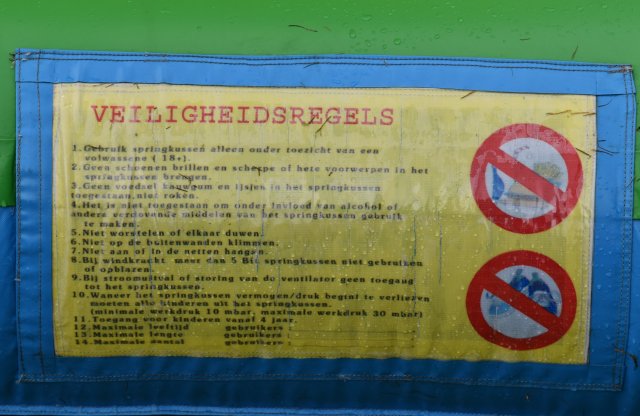 VEILIGHEIDSREGELS
1.Gebruik springkussen alleen onder toezicht van een
volwassene ( 18+).
2.Geen schoenen brillen en scherpe of hete voorwerpen in het
springkussen brengen.
3.Geen voedsel kauwgum en ijsjes in het springkussen
toegestaan,niet roken.
4.Het is niet toegestaan om onder invloed van alcohol of
andere verdovende middelen van het springkussen gebruik
te maken.
5.Niet worstelen of elkaar duwen.
6.Niet op de buitenwanden klimmen.
7.Niet aan of in de netten hangen.
8.Bij windkracht meer dan 5 Bft springkussen niet gebruiken
of opblazen.
9.Bij stroomuitval of storing van de ventilator geen toegang
tot het springkussen.
10.Waneer het springkussen vermogen/druk begint te verliezen
moeten alle kinderen uit het springkussen.
(minimale werkdruk 10 mbar, maximale werkdruk 30 mbar)
11.Toegang voor kinderen vanaf 4 jaar.
12.Maximale leeftijd gebruikers :
13.Maximale lengte gebruikers :
14.Maximale aantal gebruikers :